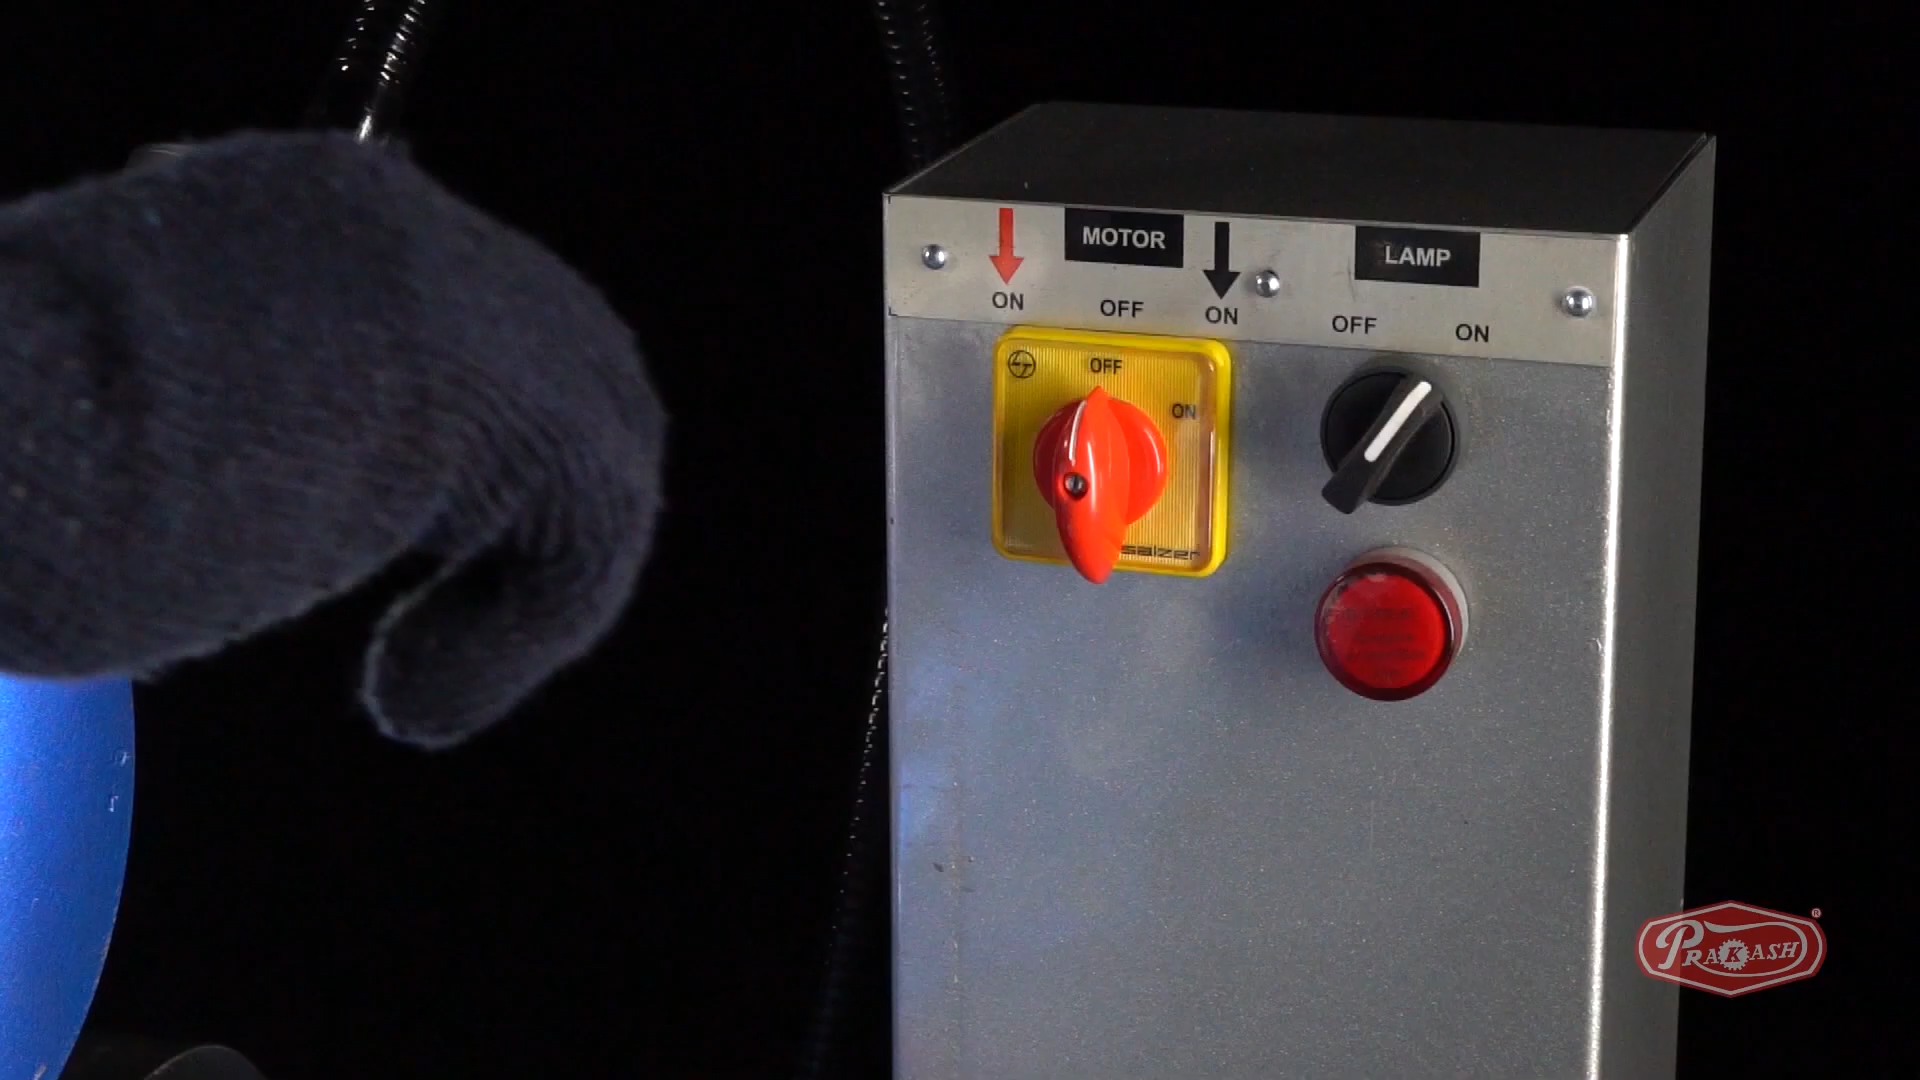 MOTOR
LAMP
ON
OFF
ON
OFF
ON
OFF
ON
salzer
PRAKASH
®